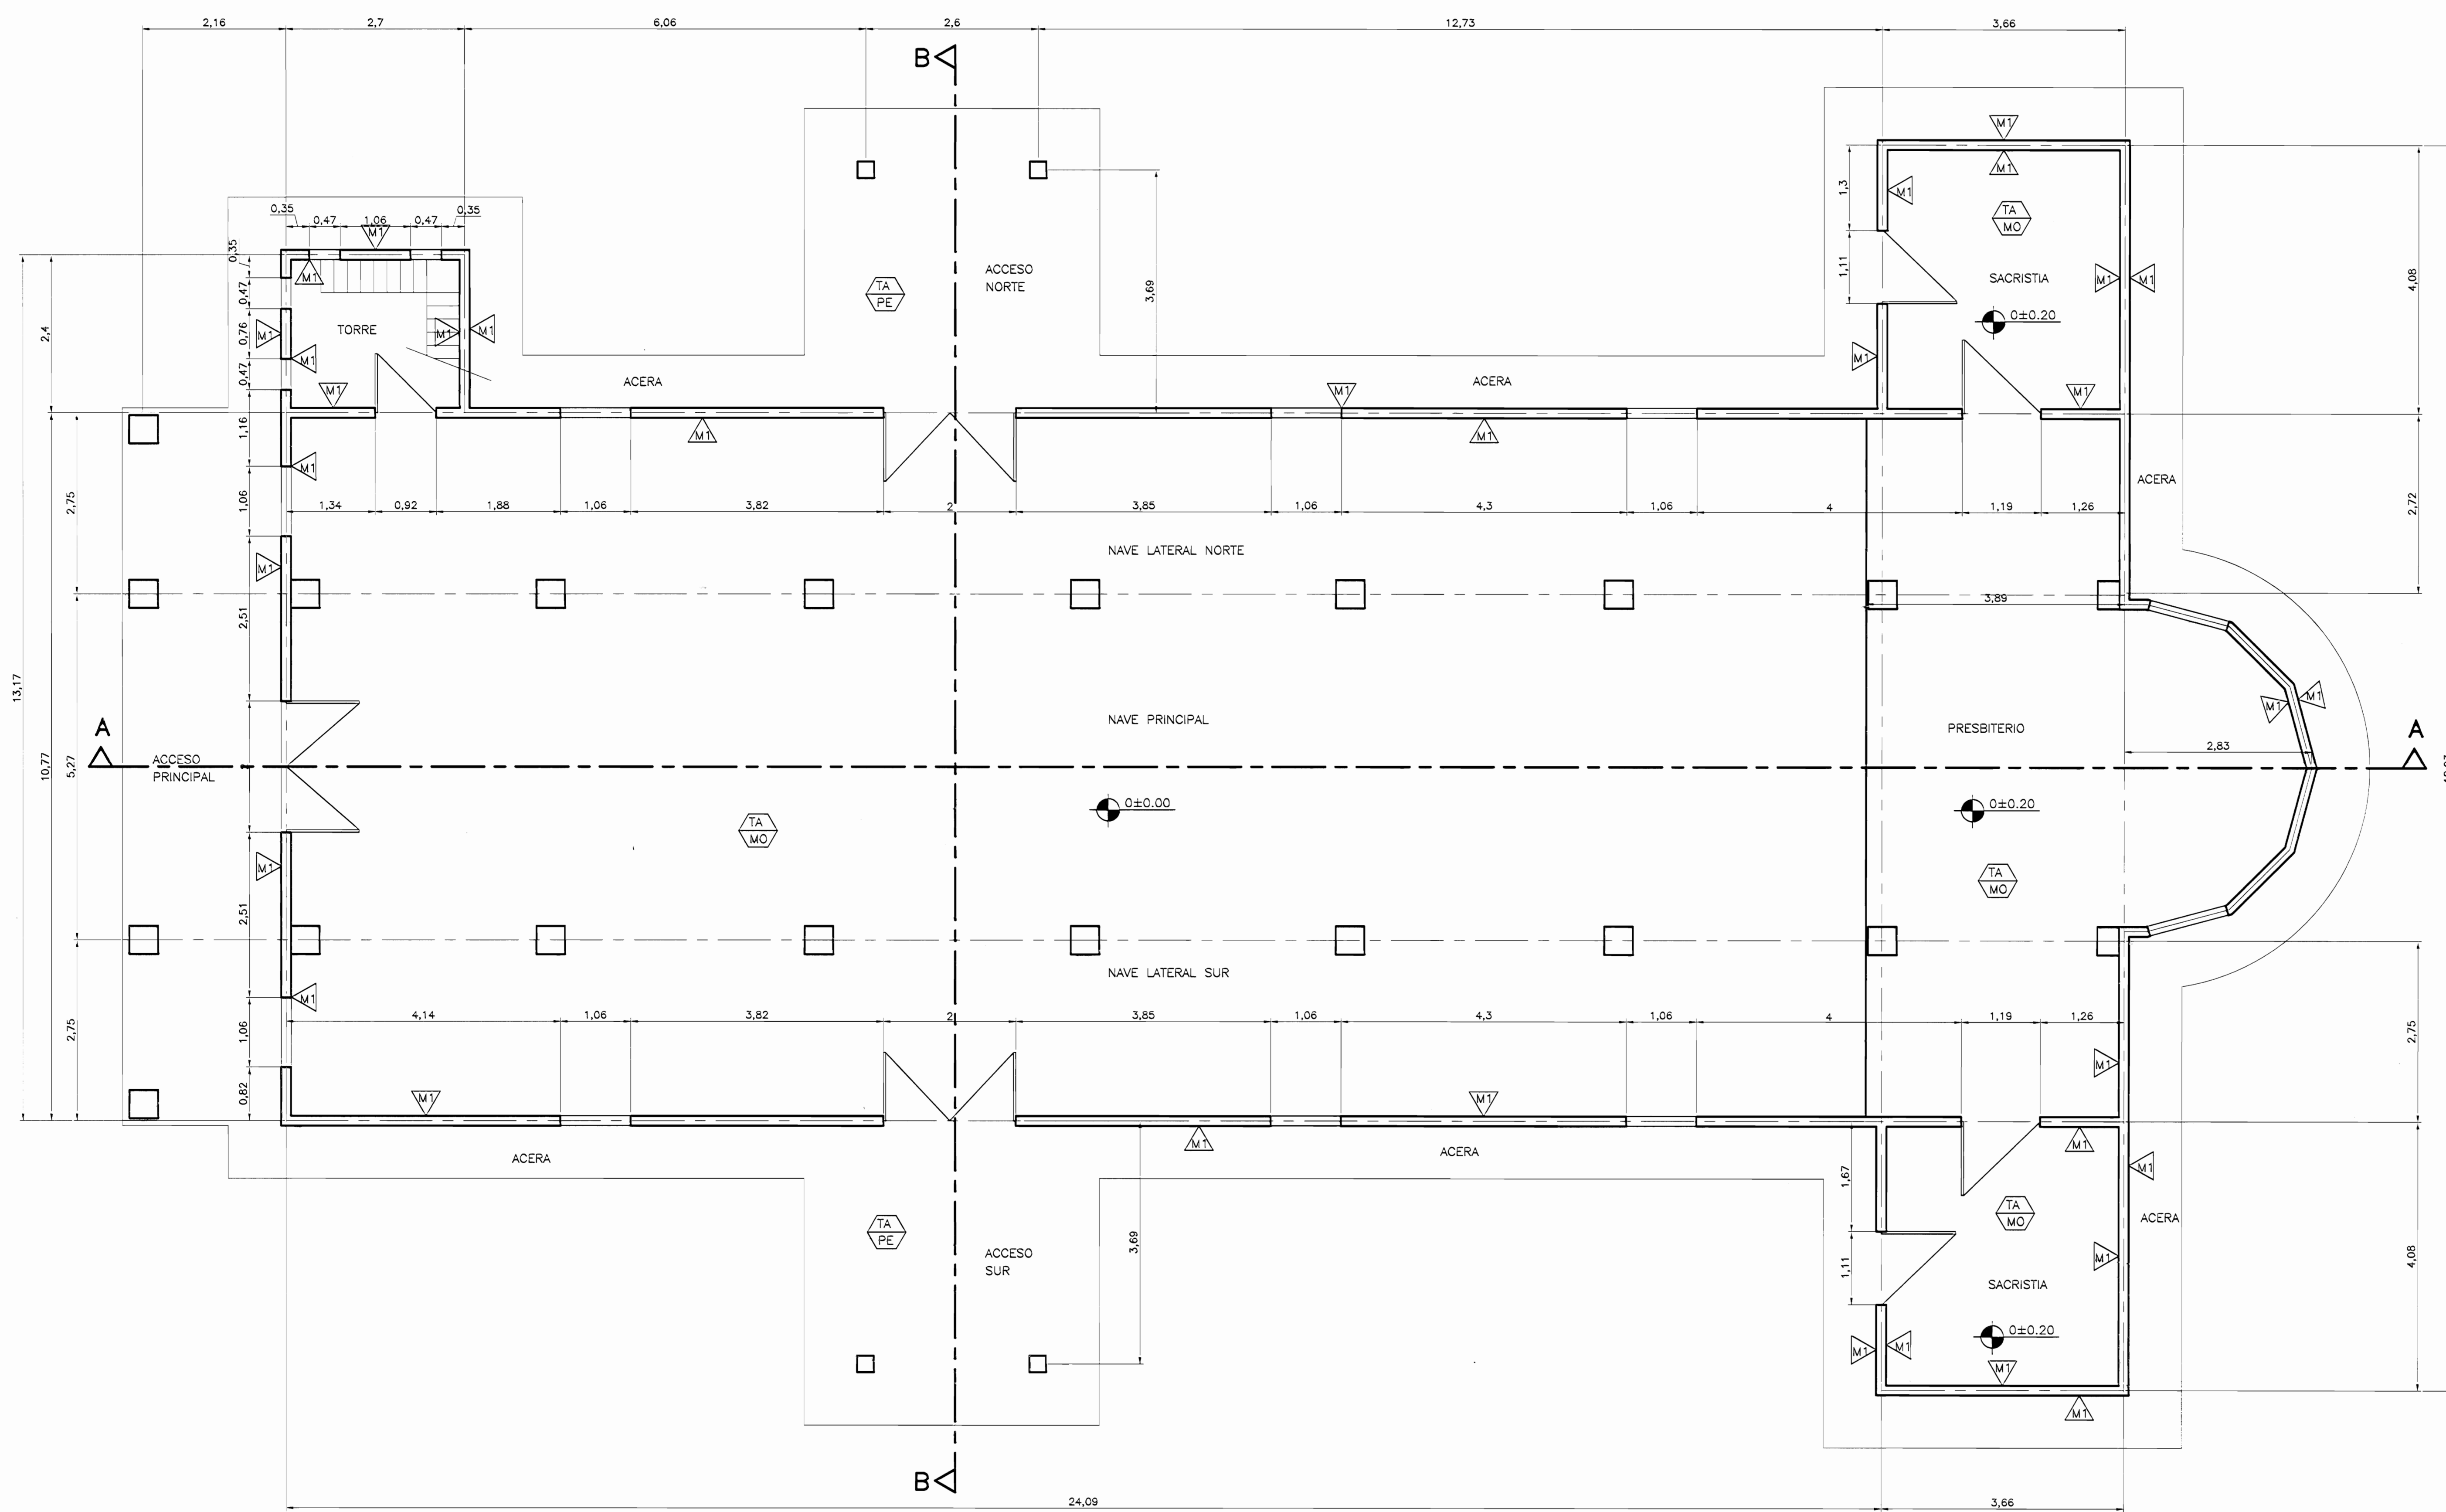 2,16
2,7
6,06
2,6
12,73
3,66
B
M1
M1
1,3
M1
TA
MO
0,35
0,47
1,06
0,47
0,35
M1
0,35
M1
ACCESO
NORTE
TA
PE
3,69
1,11
SACRISTIA
M1
M1
4,08
0,47
0±0.20
2,4
0,76
M1
TORRE
M1
M1
M1
M1
0,47
M1
ACERA
ACERA
M1
M1
1,16
M1
M1
M1
ACERA
2,75
1,06
1,34
0,92
1,88
1,06
3,82
2
3,85
1,06
4,3
1,06
4
1,19
1,26
2,72
NAVE LATERAL NORTE
M1
3,89
2,51
13,17
M1
M1
A
NAVE PRINCIPAL
PRESBITERIO
A
10,77
5,27
ACCESO
PRINCIPAL
2,83
0±0.00
0±0.20
TA
MO
M1
TA
MO
2,51
NAVE LATERAL SUR
M1
2,75
1,06
4,14
1,06
3,82
2
3,85
1,06
4,3
1,06
4
1,19
1,26
2,75
M1
0,82
M1
M1
ACERA
M1
ACERA
M1
M1
1,67
TA
MO
ACERA
TA
PE
ACCESO
SUR
3,69
1,11
M1
4,08
SACRISTIA
0±0.20
M1
M1
M1
M1
B
24,09
3,66